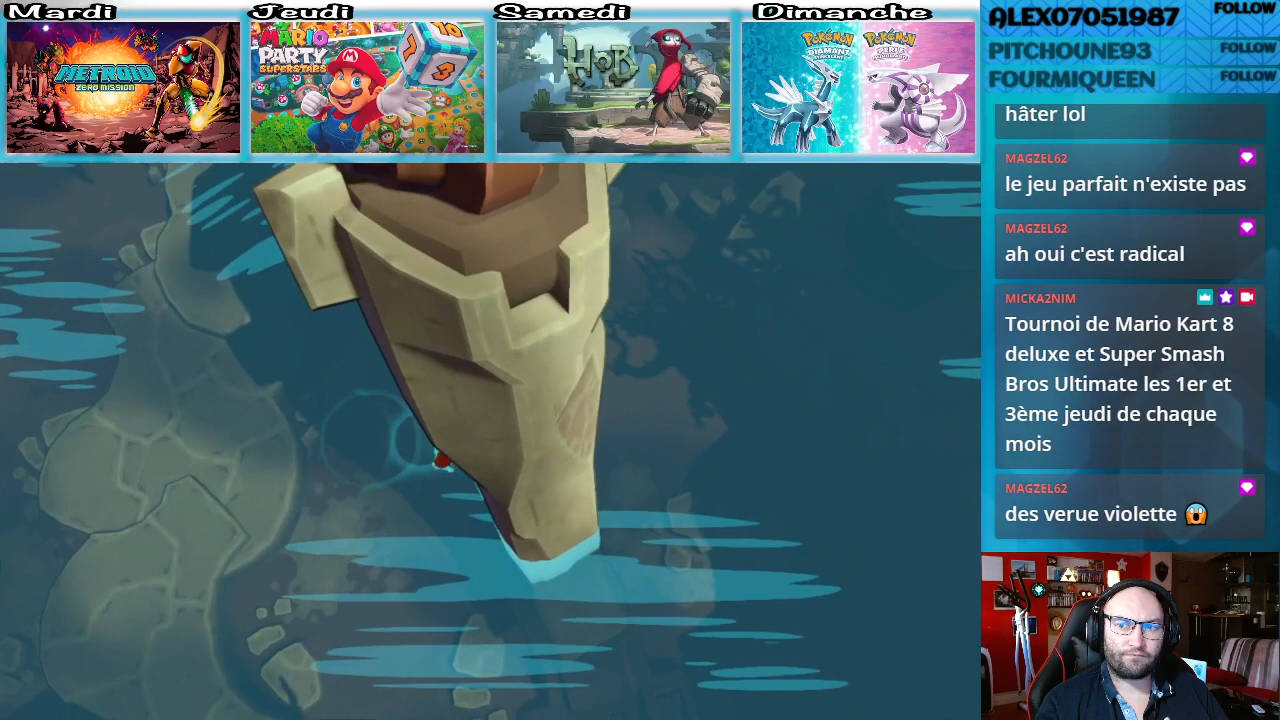 Mardi
Jeudi
Samedi
Dimanche
METROID
ZERO MISSION
MARIO
PARTY
SUPERSTARS
HOB
POKÉMON
DIAMANT
POKÉMON
PERLE
ALEX07051987 FOLLOW
PITCHOUNE93 FOLLOW
FOURMIQUEEN FOLLOW
hâter lol
MAGZEL62
le jeu parfait n'existe pas
MAGZEL62
ah oui c'est radical
MICKA2NIM
Tournoi de Mario Kart 8
deluxe et Super Smash
Bros Ultimate les 1er et
3ème jeudi de chaque
mois
MAGZEL62
des verue violette